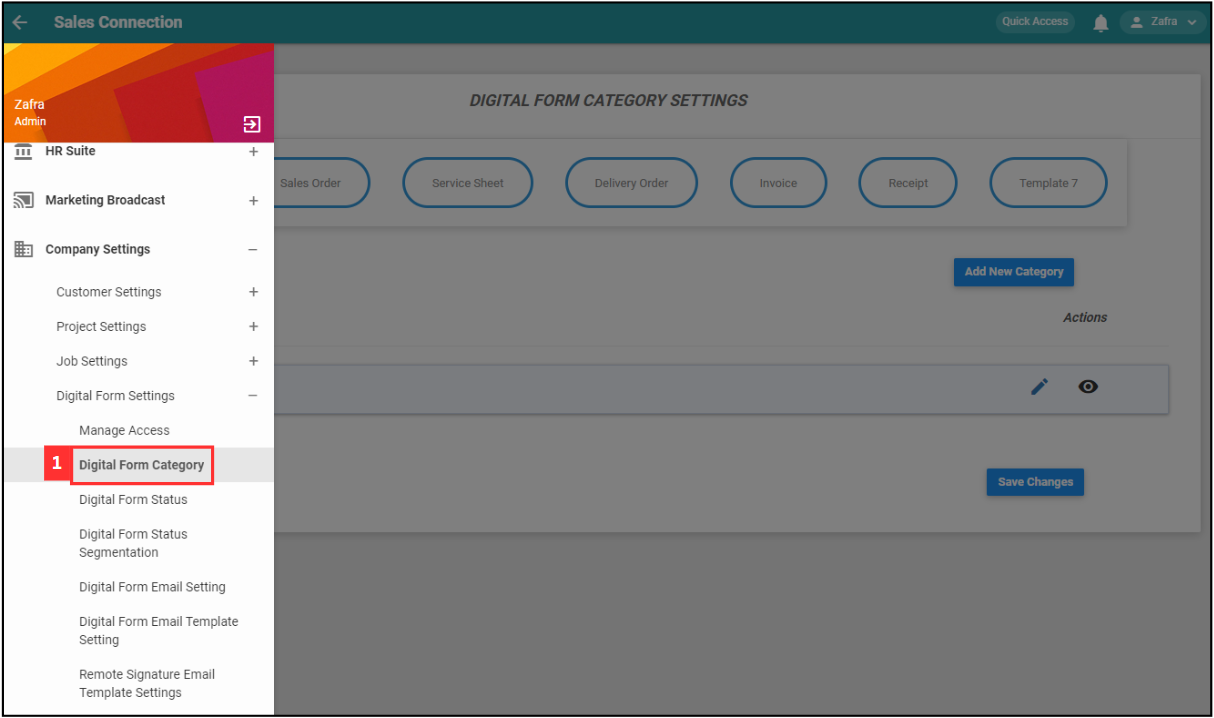 Sales Connection
Quick Access
Zafra
Zafra
Admin
HR Suite
Marketing Broadcast
Company Settings
Customer Settings
Project Settings
Job Settings
Digital Form Settings
Manage Access
1 Digital Form Category
Digital Form Status
Digital Form Status
Segmentation
Digital Form Email Setting
Digital Form Email Template
Setting
Remote Signature Email
Template Settings
DIGITAL FORM CATEGORY SETTINGS
Sales Order
Service Sheet
Delivery Order
Invoice
Receipt
Template 7
Add New Category
Actions
Save Changes